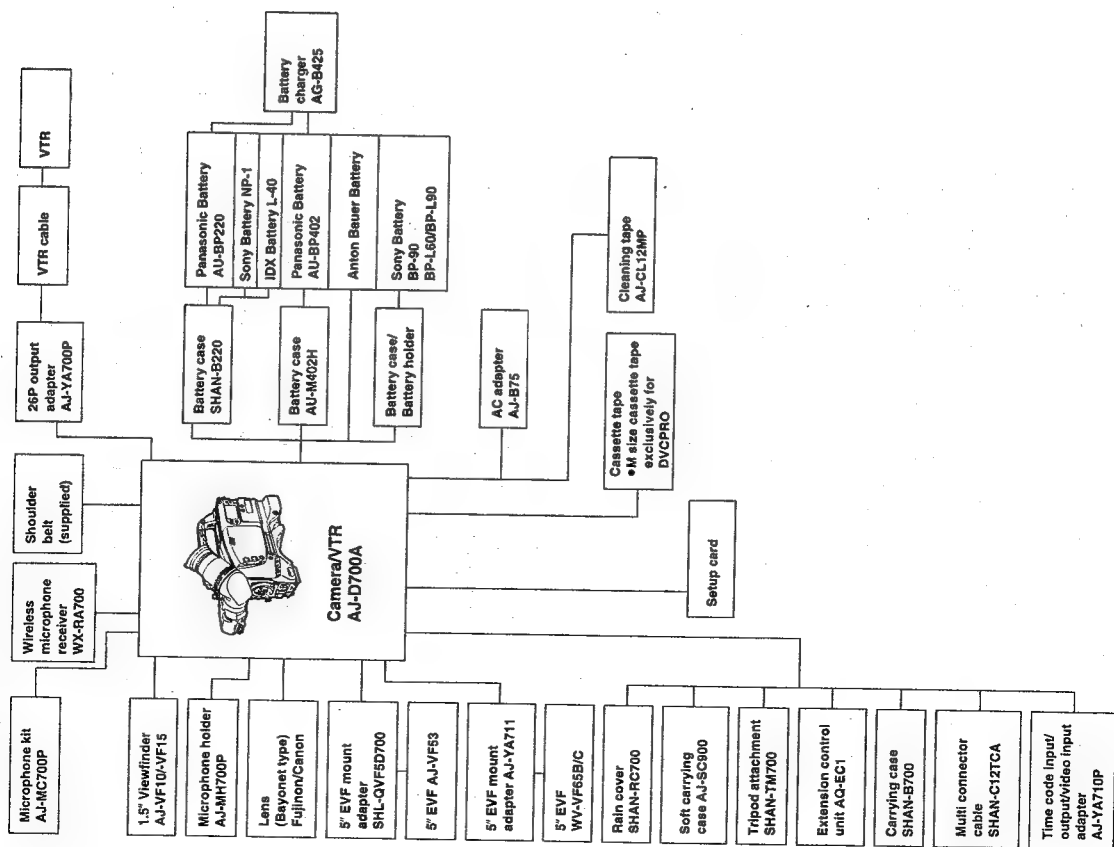 Microphone kit
AJ-MC700P
Wireless
microphone
receiver
WX-RA700
Shoulder
belt
(supplied)
26P output
adapter
AJ-YA700P
VTR cable
VTR
1.5" Viewfinder
AJ-VF10/-VF15
Microphone holder
AJ-MH700P
Lens
(Bayonet type)
Fujinon/Canon
5" EVF mount
adapter
SHL-QVF5D700
5" EVF AJ-VF53
5" EVF mount
adapter AJ-YA711
5" EVF
WV-VF65B/C
Rain cover
SHAN-RC700
Soft carrying
case AJ-SC900
Tripod attachment
SHAN-TM700
Extension control
unit AQ-EC1
Carrying case
SHAN-B700
Multi connector
cable
SHAN-C12TCA
Time code input/
output/video input
adapter
AJ-YA710P
Camera/VTR
AJ-D700A
Battery case
SHAN-B220
Battery case
AU-M402H
Battery case/
Battery holder
Panasonic Battery
AU-BP220
Sony Battery NP-1
IDX Battery L-40
Panasonic Battery
AU-BP402
Anton Bauer Battery
Sony Battery
BP-90
BP-L60/BP-L90
Battery
charger
AG-B425
AC adapter
AJ-B75
Cleaning tape
AJ-CL12MP
Cassette tape
●M size cassette tape
exclusively for
DVCPRO
Setup card